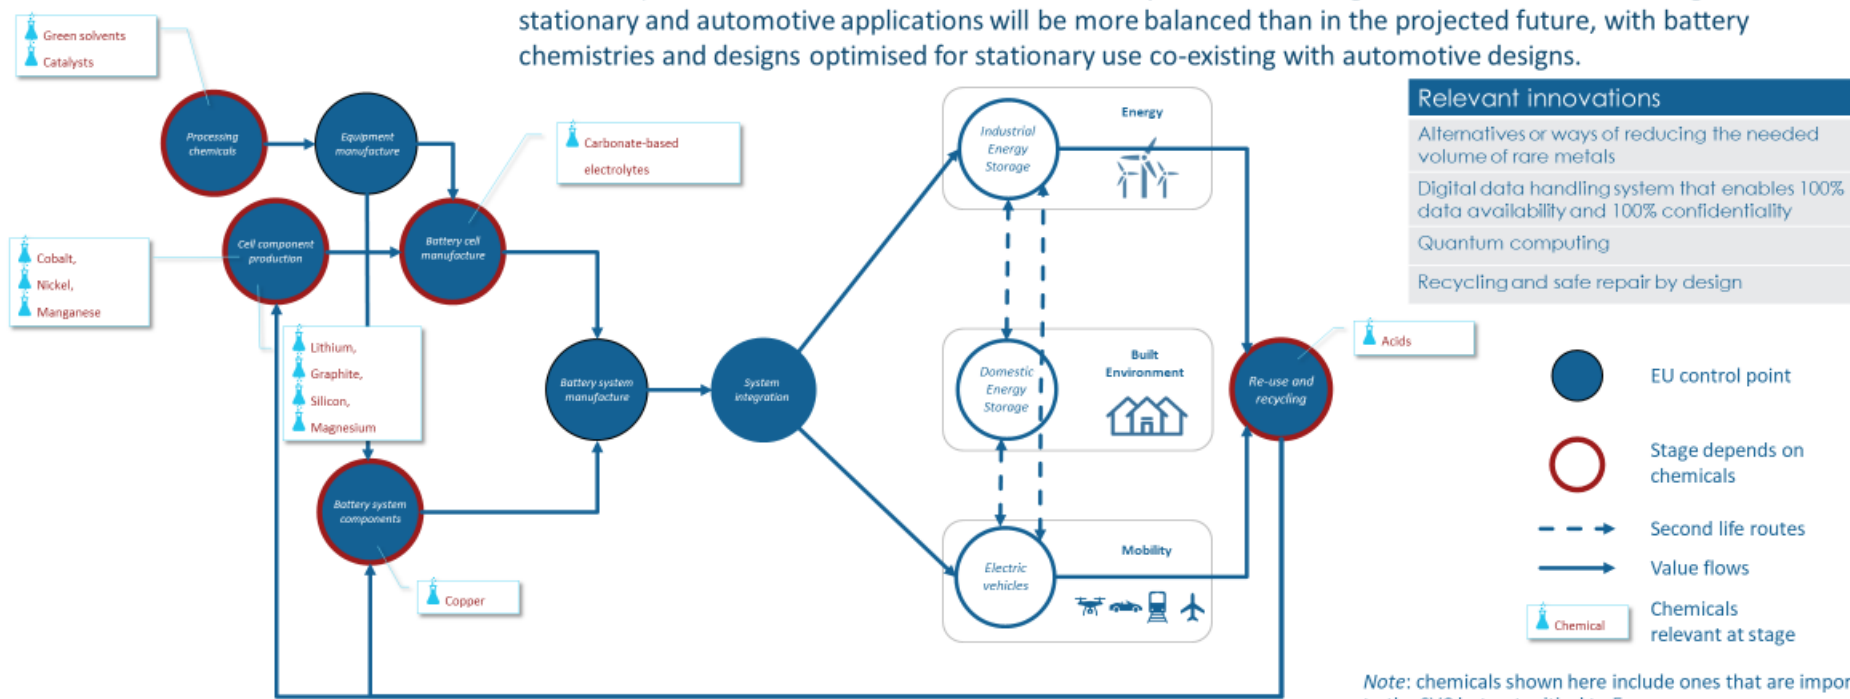 stationary and automotive applications will be more balanced than in the projected future, with battery
chemistries and designs optimised for stationary use co-existing with automotive designs.
Green solvents
Catalysts
Processing
chemicals
Equipment
manufacture
Carbonate-based
electrolytes
Cell component
production
Battery cell
manufacture
Cobalt,
Nickel,
Manganese
Lithium,
Graphite,
Silicon,
Magnesium
Battery system
manufacture
System
integration
Battery system
components
Copper
Industrial
Energy
Storage
Energy
Domestic
Energy
Storage
Built
Environment
Electric
vehicles
Mobility
Re-use and
recycling
Acids
Relevant innovations
Alternatives or ways of reducing the needed
volume of rare metals
Digital data handling system that enables 100%
data availability and 100% confidentiality
Quantum computing
Recycling and safe repair by design
EU control point
Stage depends on
chemicals
Second life routes
Value flows
Chemical
Chemicals
relevant at stage
Note: chemicals shown here include ones that are impor